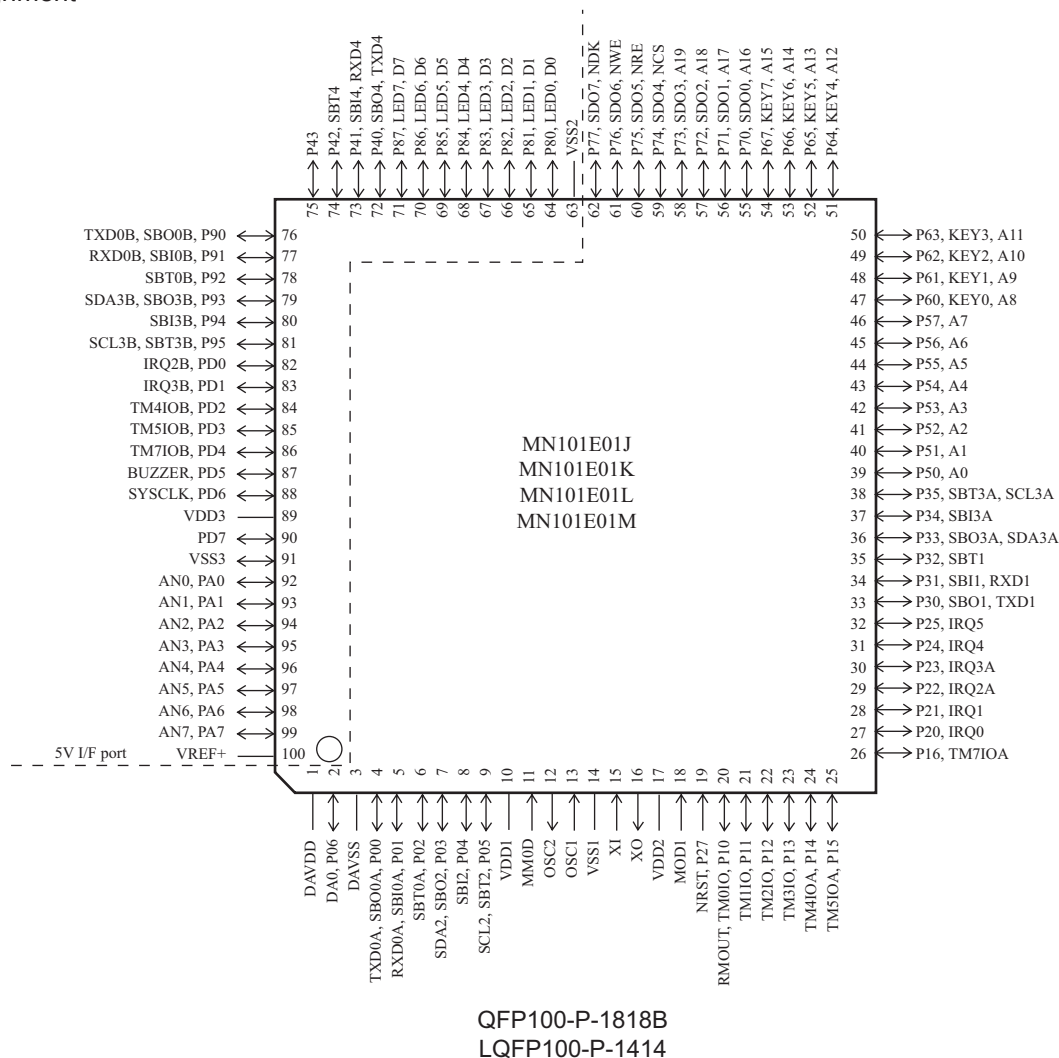 nment
P43
P42, SBT4
P41, SBI4, RXD4
P40, SBO4, TXD4
P87, LED7, D7
P86, LED6, D6
P85, LED5, D5
P84, LED4, D4
P83, LED3, D3
P82, LED2, D2
P81, LED1, D1
P80, LED0, D0
VSS2
P77, SDO7, NDK
P76, SDO6, NWE
P75, SDO5, NRE
P74, SDO4, NCS
P73, SDO3, A19
P72, SDO2, A18
P71, SDO1, A17
P70, SDO0, A16
P67, KEY7, A15
P66, KEY6, A14
P65, KEY5, A13
P64, KEY4, A12
75 74 73 72 71 70 69 68 67 66 65 64 63 62 61 60 59 58 57 56 55 54 53 52 51
TXD0B, SBO0B, P90 76
RXD0B, SBI0B, P91 77
SBT0B, P92 78
SDA3B, SBO3B, P93 79
SBI3B, P94 80
SCL3B, SBT3B, P95 81
IRQ2B, PD0 82
IRQ3B, PD1 83
TM4IOB, PD2 84
TM5IOB, PD3 85
TM7IOB, PD4 86
BUZZER, PD5 87
SYSCLK, PD6 88
VDD3 89
PD7 90
VSS3 91
AN0, PA0 92
AN1, PA1 93
AN2, PA2 94
AN3, PA3 95
AN4, PA4 96
AN5, PA5 97
AN6, PA6 98
AN7, PA7 99
5V I/F port VREF+ 100
MN101E01J
MN101E01K
MN101E01L
MN101E01M
50 P63, KEY3, A11
49 P62, KEY2, A10
48 P61, KEY1, A9
47 P60, KEY0, A8
46 P57, A7
45 P56, A6
44 P55, A5
43 P54, A4
42 P53, A3
41 P52, A2
40 P51, A1
39 P50, A0
38 P35, SBT3A, SCL3A
37 P34, SBI3A
36 P33, SBO3A, SDA3A
35 P32, SBT1
34 P31, SBI1, RXD1
33 P30, SBO1, TXD1
32 P25, IRQ5
31 P24, IRQ4
30 P23, IRQ3A
29 P22, IRQ2A
28 P21, IRQ1
27 P20, IRQ0
26 P16, TM7IOA
1 2 3 4 5 6 7 8 9 10 11 12 13 14 15 16 17 18 19 20 21 22 23 24 25
DAVDD
DA0, P06
DAVSS
TXD0A, SBO0A, P00
RXD0A, SBI0A, P01
SBT0A, P02
SDA2, SBO2, P03
SBI2, P04
SCL2, SBT2, P05
VDD1
MM0D
OSC2
OSC1
VSS1
XI
XO
VDD2
MOD1
NRST, P27
RMOUT, TM0IO, P10
TM1IO, P11
TM2IO, P12
TM3IO, P13
TM4IOA, P14
TM5IOA, P15
QFP100-P-1818B
LQFP100-P-1414